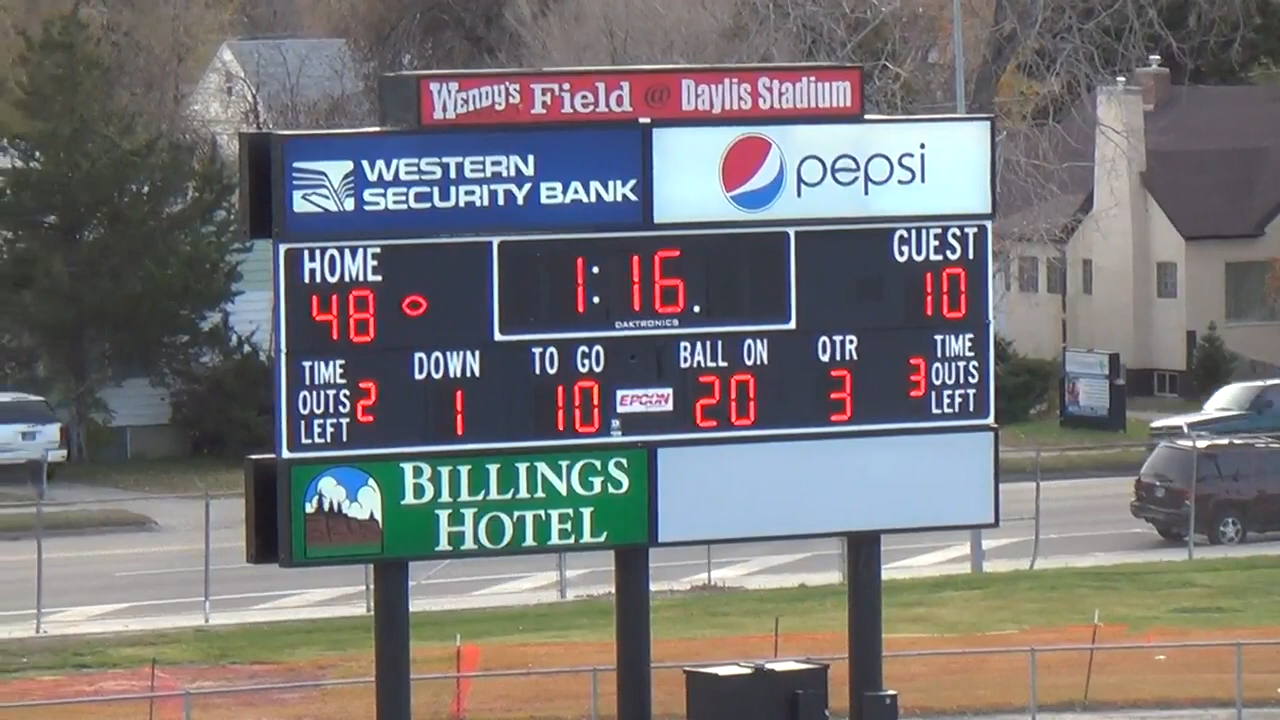 Wendy's Field @ Daylis Stadium
WESTERN
SECURITY BANK
pepsi
HOME
48
1:16.
DAKTRONICS
GUEST
10
TIME
OUTS
LEFT
2
DOWN
1
TO GO
10
EPCON
BALL ON
20
QTR
3
3
TIME
OUTS
LEFT
BILLINGS
HOTEL